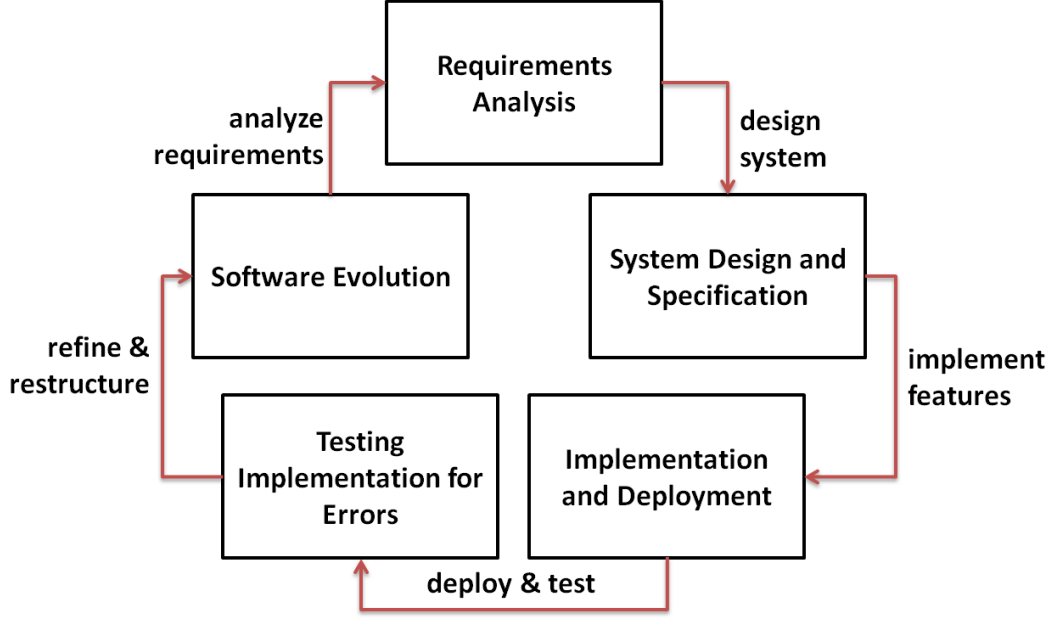 Requirements
Analysis
analyze
requirements
design
system
Software Evolution
System Design and
Specification
refine &
restructure
implement
features
Testing
Implementation for
Errors
Implementation
and Deployment
deploy & test